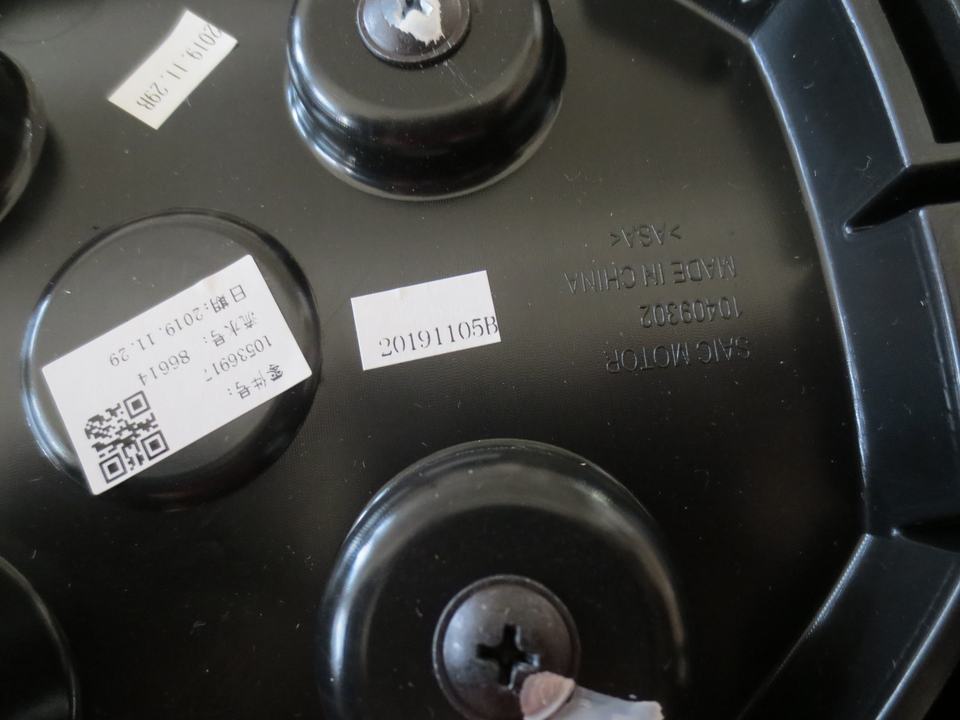 2019.11.29B
零件号:
10536917
流水号: 86614
日期:2019.11.29
20191105B
SAIC MOTOR
10409302
MADE IN CHINA
>ASA<